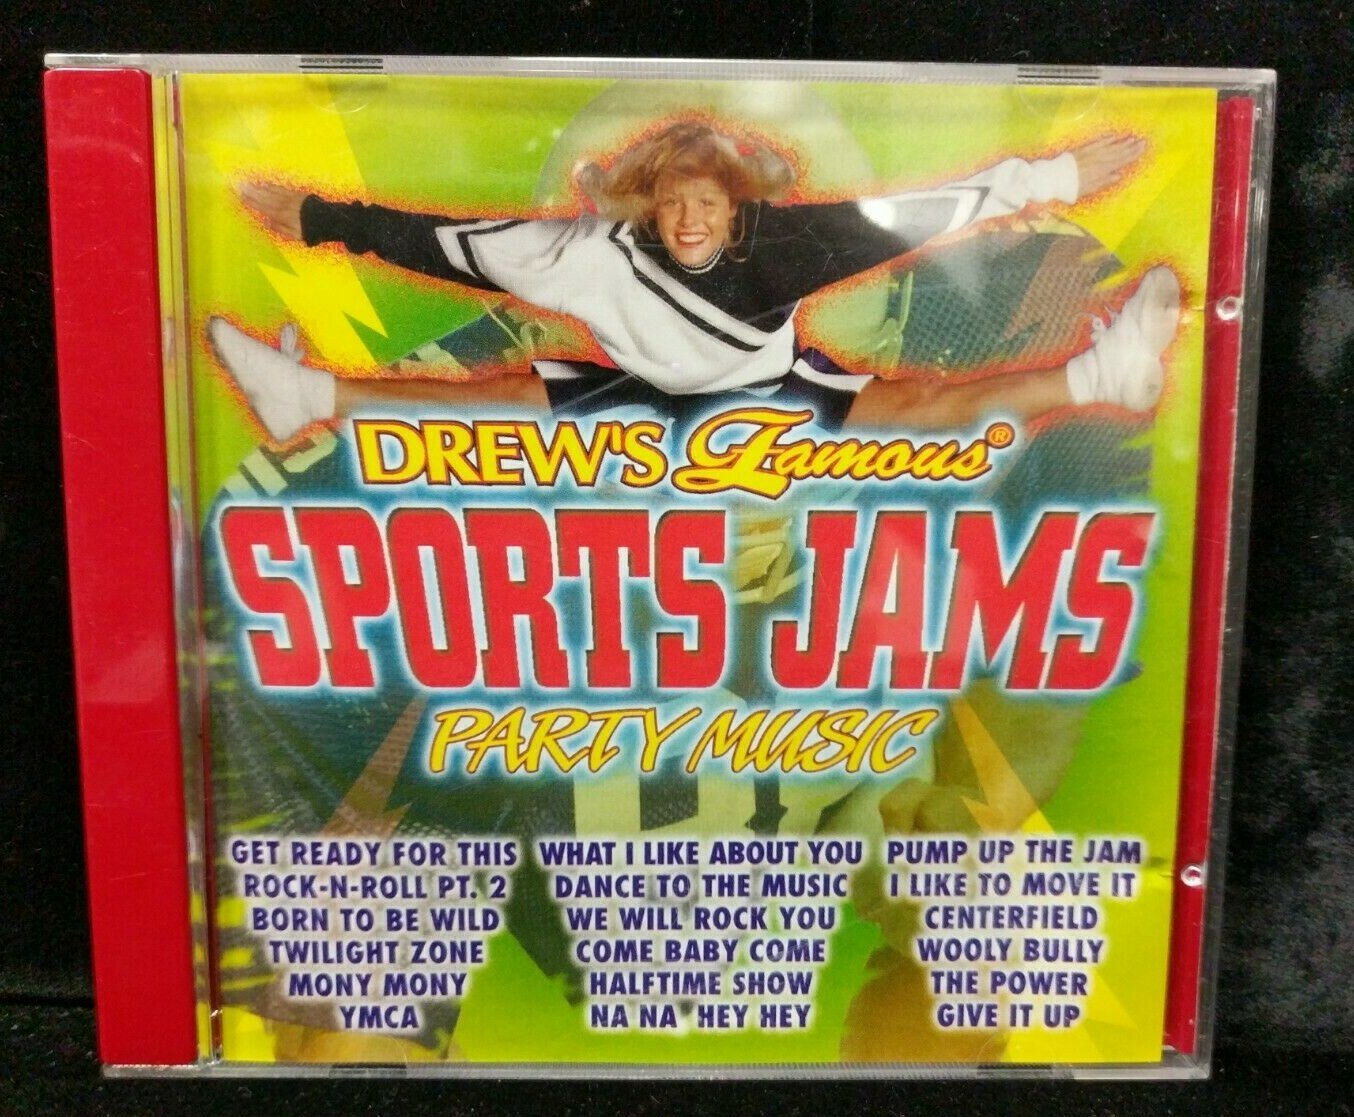 DREW'S Famous®
SPORTS JAMS
PARTY MUSIC
GET READY FOR THIS
ROCK-N-ROLL PT. 2
BORN TO BE WILD
TWILIGHT ZONE
MONY MONY
YMCA
WHAT I LIKE ABOUT YOU
DANCE TO THE MUSIC
WE WILL ROCK YOU
COME BABY COME
HALFTIME SHOW
NA NA HEY HEY
PUMP UP THE JAM
I LIKE TO MOVE IT
CENTERFIELD
WOOLY BULLY
THE POWER
GIVE IT UP